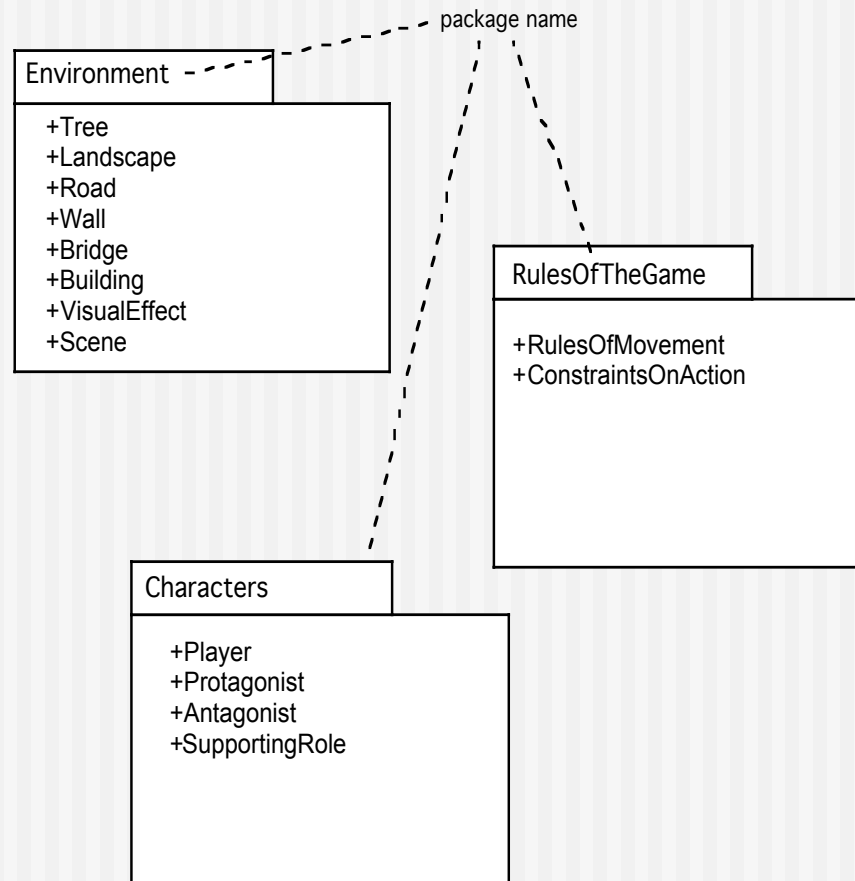 package name
Environment
+Tree
+Landscape
+Road
+Wall
+Bridge
+Building
+VisualEffect
+Scene
RulesOfTheGame
+RulesOfMovement
+ConstraintsOnAction
Characters
+Player
+Protagonist
+Antagonist
+SupportingRole